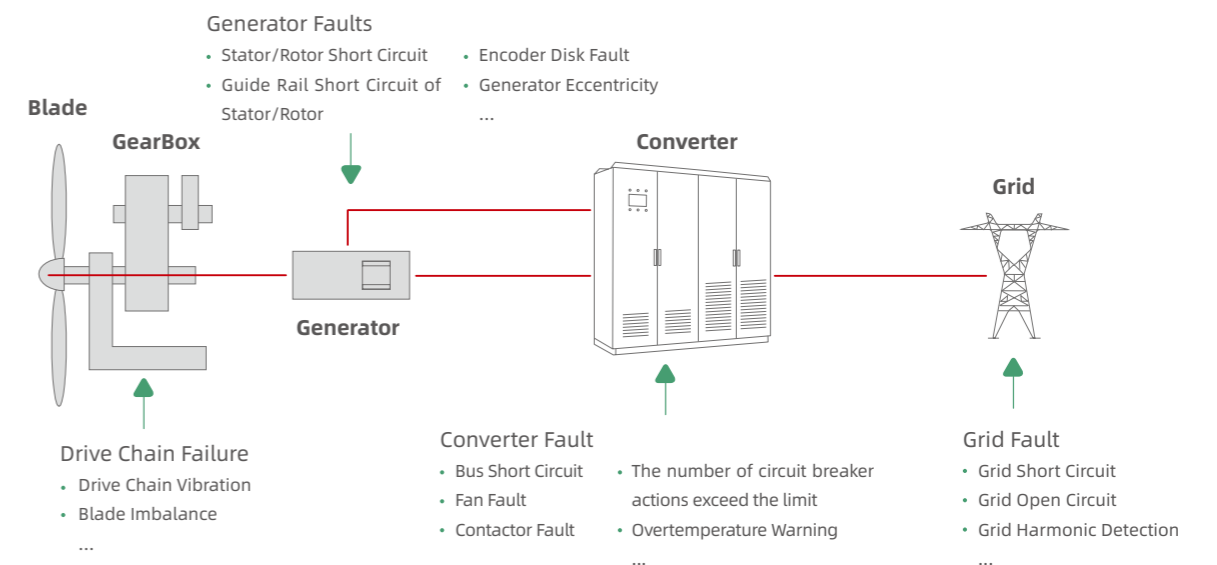 Generator Faults
• Stator/Rotor Short Circuit
• Guide Rail Short Circuit of
Stator/Rotor
• Encoder Disk Fault
• Generator Eccentricity
...
Blade
GearBox
Converter
Grid
Generator
Drive Chain Failure
• Drive Chain Vibration
• Blade Imbalance
...
Converter Fault
• Bus Short Circuit
• Fan Fault
• Contactor Fault
• The number of circuit breaker
actions exceed the limit
• Overtemperature Warning
...
Grid Fault
• Grid Short Circuit
• Grid Open Circuit
• Grid Harmonic Detection
...